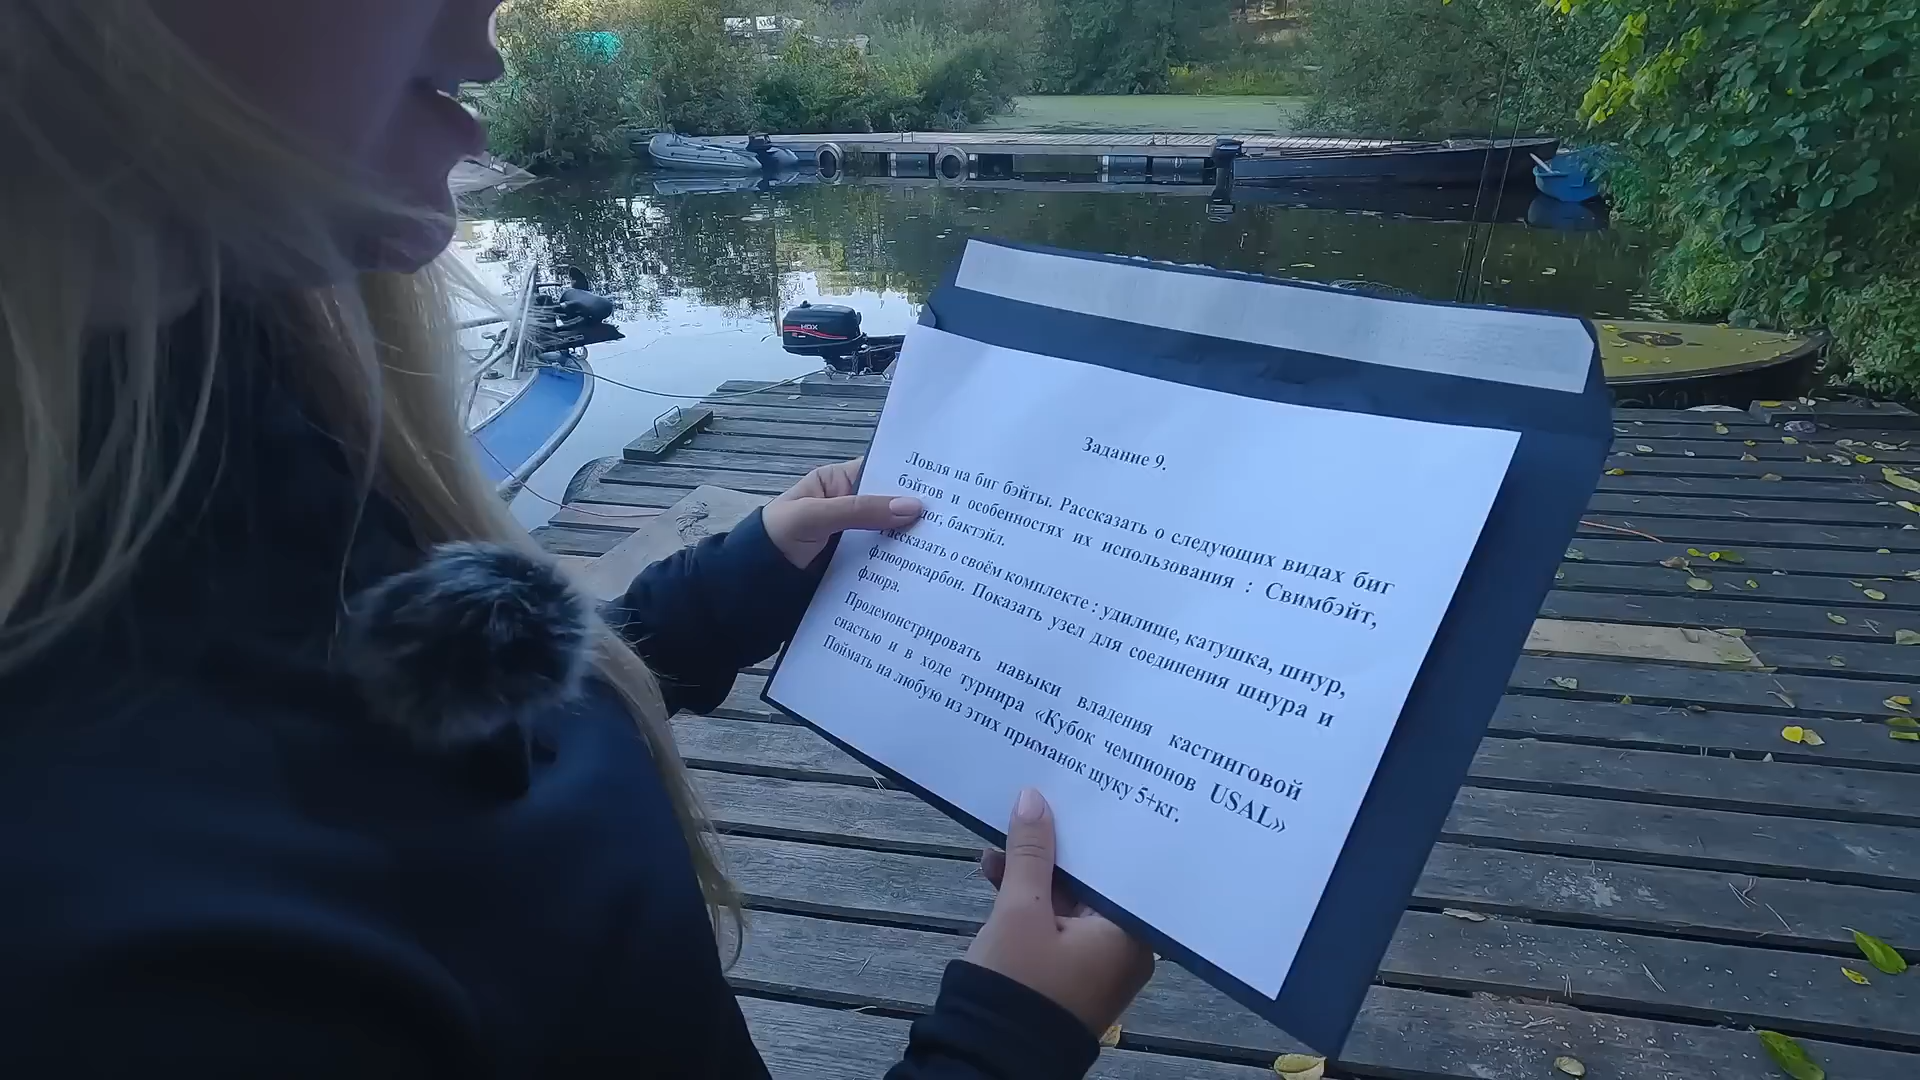 HDX
Задание 9.
Ловля на биг бэйты. Рассказать о следующих видах биг
бэйтов и особенностях их использования : Свимбэйт,
бактэйл.
Рассказать о своём комплекте : удилище, катушка, шнур,
флюорокарбон. Показать узел для соединения шнура и
флюра.
Продемонстрировать навыки владения кастинговой
снастью и в ходе турнира «Кубок чемпионов USAL»
Поймать на любую из этих приманок щуку 5+кг.